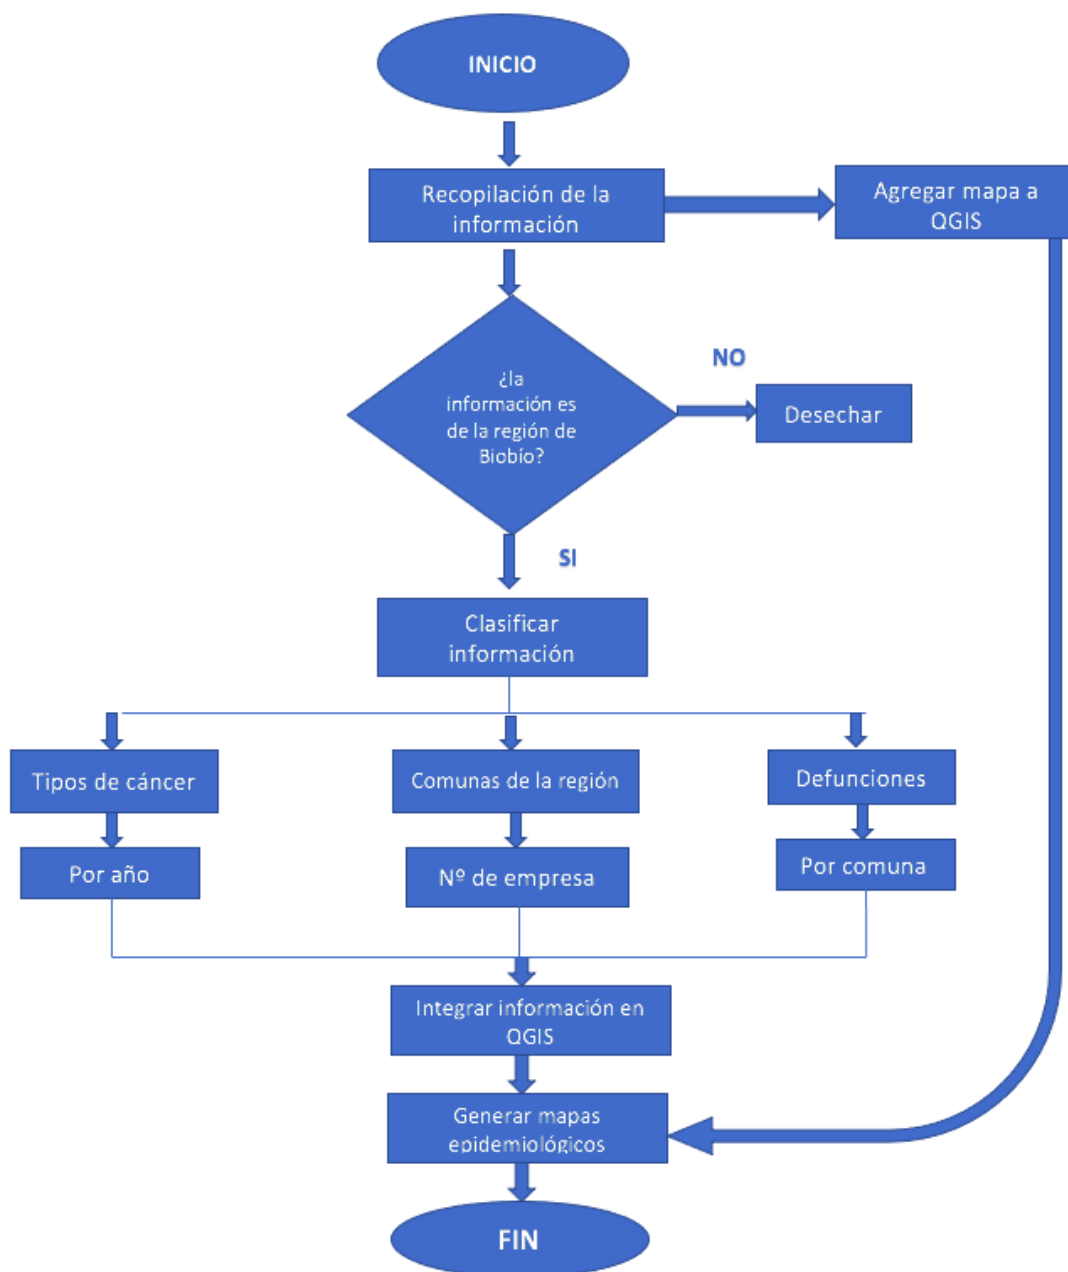 INICIO
Recopilación de la
información
Agregar mapa a
QGIS
¿la
información es
de la región de
Biobío?
NO
Desechar
SI
Clasificar
información
Tipos de cáncer
Comunas de la región
Defunciones
Por año
Nº de empresa
Por comuna
Integrar información en
QGIS
Generar mapas
epidemiológicos
FIN